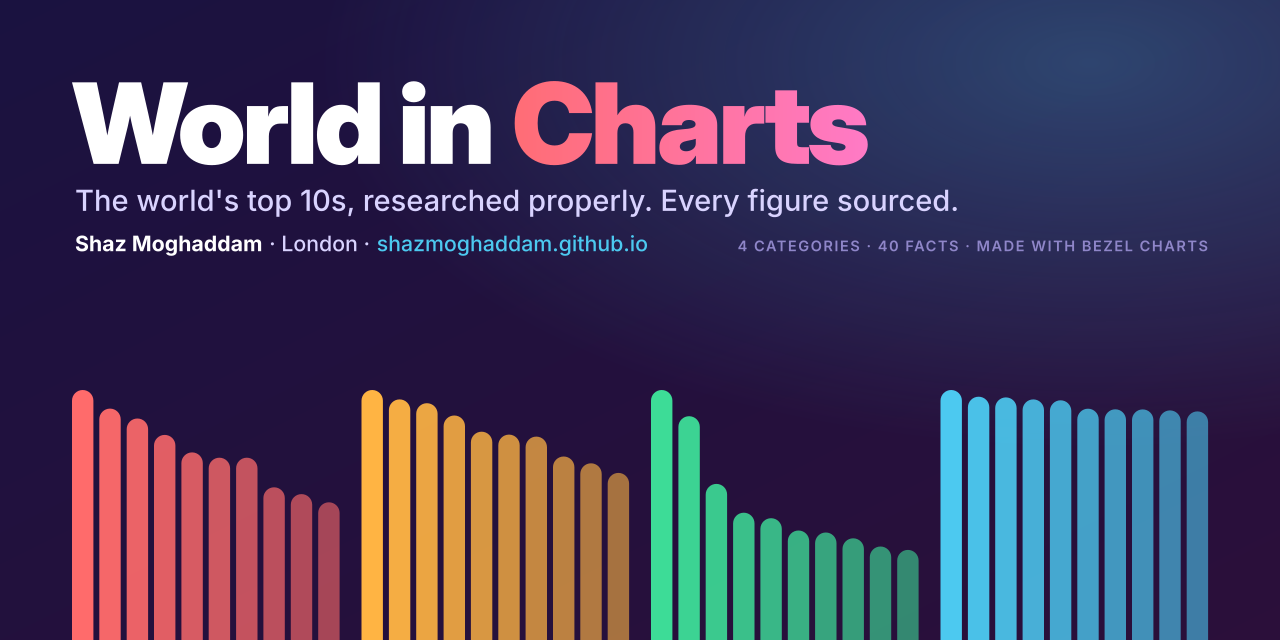 World in Charts
The world's top 10s, researched properly. Every figure sourced.
Shaz Moghaddam · London · shazmoghaddam.github.io
4 CATEGORIES · 40 FACTS · MADE WITH BEZEL CHARTS